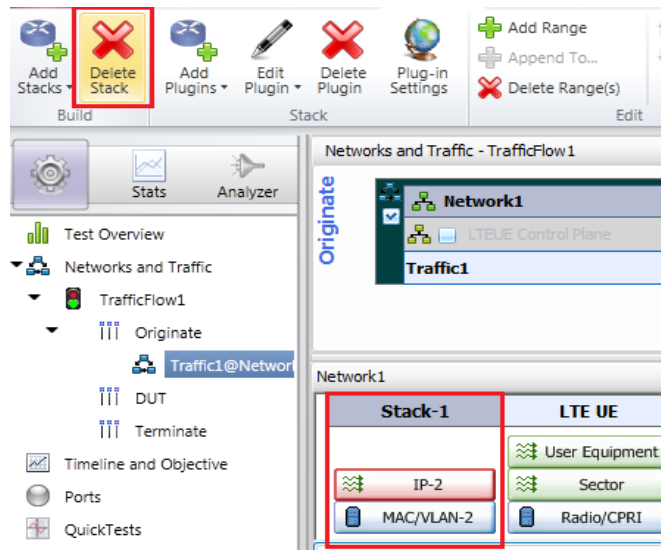 Add Stacks
Delete Stack
Add Plugins
Edit Plugin
Delete Plugin
Plug-in Settings
Add Range
Append To...
Delete Range(s)
Build
Stack
Edit
Stats
Analyzer
Test Overview
Networks and Traffic
TrafficFlow1
Originate
Traffic1@Networ
DUT
Terminate
Timeline and Objective
Ports
QuickTests
Networks and Traffic - TrafficFlow1
Originate
Network1
LTEUE Control Plane
Traffic1
Network1
Stack-1
LTE UE
User Equipment
IP-2
Sector
MAC/VLAN-2
Radio/CPRI